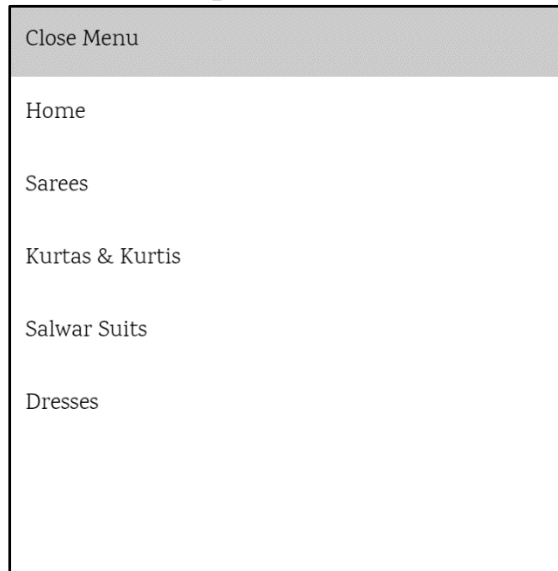 Close Menu
Home
Sarees
Kurtas & Kurtis
Salwar Suits
Dresses